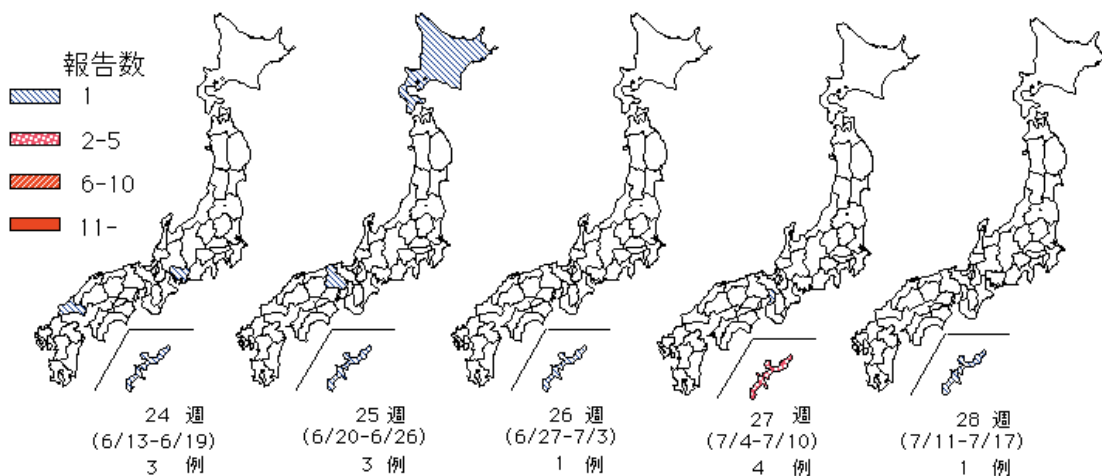 報告数
1
2-5
6-10
11-
24 週
(6/13-6/19)
3 例
25 週
(6/20-6/26)
3 例
26 週
(6/27-7/3)
1 例
27 週
(7/4-7/10)
4 例
28 週
(7/11-7/17)
1 例